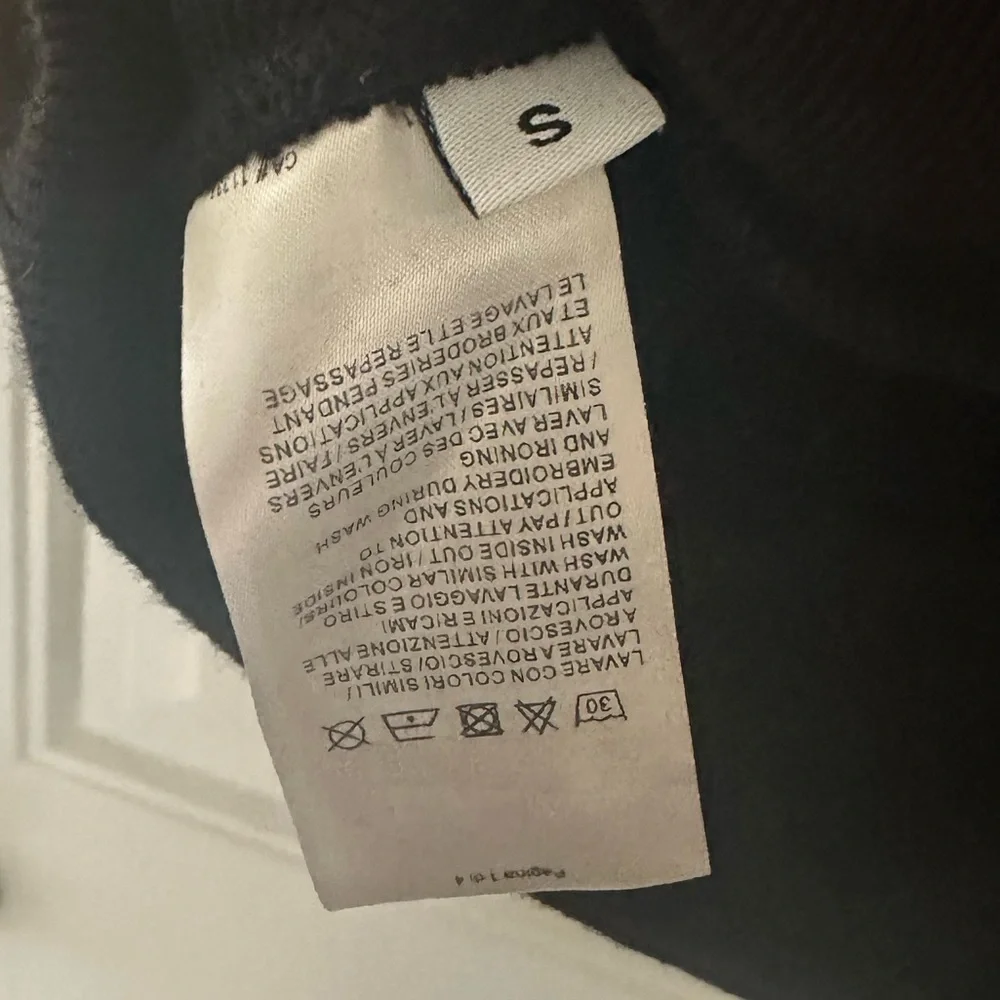 Pagina 1 di 4
30
LAVARE CON COLORI SIMILI /
LAVARE A ROVESCIO / STIRARE
A ROVESCIO / ATTENZIONE ALLE
APPLICAZIONI E RICAMI
DURANTE LAVAGGIO E STIRO
WASH WITH SIMILAR COLOURS/
WASH INSIDE OUT / IRON INSIDE
OUT / PAY ATTENTION TO
APPLICATIONS AND
EMBROIDERY DURING WASH
AND IRONING
LAVER AVEC DES COULEURS
SIMILAIRES / LAVER A L'ENVERS
/ REPASSER A L'ENVERS / FAIRE
ATTENTION AUX APPLICATIONS
ET AUX BRODERIES PENDANT
LE LAVAGE ET LE REPASSAGE
S